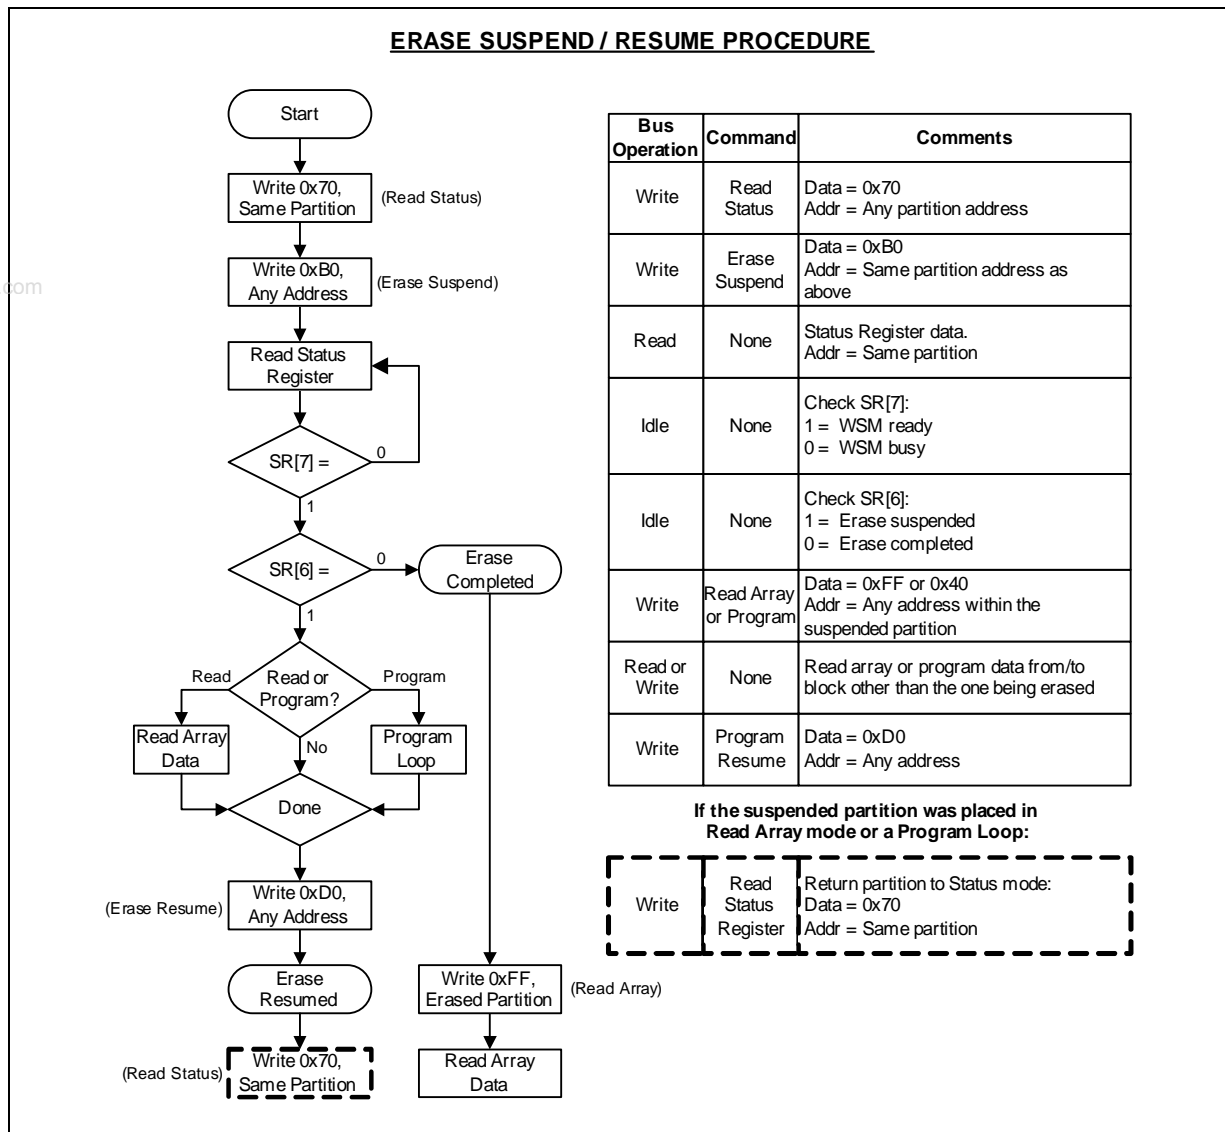 ERASE SUSPEND / RESUME PROCEDURE
Start
Write 0x70,
Same Partition
(Read Status)
Write 0xB0,
Any Address
(Erase Suspend)
.com
Read Status
Register
SR[7] =
0
1
SR[6] =
0
Erase
Completed
1
Read or
Program?
Read
Program
No
Read Array
Data
Program
Loop
Done
(Erase Resume)
Write 0xD0,
Any Address
Erase
Resumed
(Read Status)
Write 0x70,
Same Partition
Write 0xFF,
Erased Partition
(Read Array)
Read Array
Data
Bus
Operation
Command
Comments
Write
Read
Status
Data = 0x70
Addr = Any partition address
Write
Erase
Suspend
Data = 0xB0
Addr = Same partition address as
above
Read
None
Status Register data.
Addr = Same partition
Idle
None
Check SR[7]:
1 = WSM ready
0 = WSM busy
Idle
None
Check SR[6]:
1 = Erase suspended
0 = Erase completed
Write
Read Array
or Program
Data = 0xFF or 0x40
Addr = Any address within the
suspended partition
Read or
Write
None
Read array or program data from/to
block other than the one being erased
Write
Program
Resume
Data = 0xD0
Addr = Any address
If the suspended partition was placed in
Read Array mode or a Program Loop:
Write
Read
Status
Register
Return partition to Status mode:
Data = 0x70
Addr = Same partition